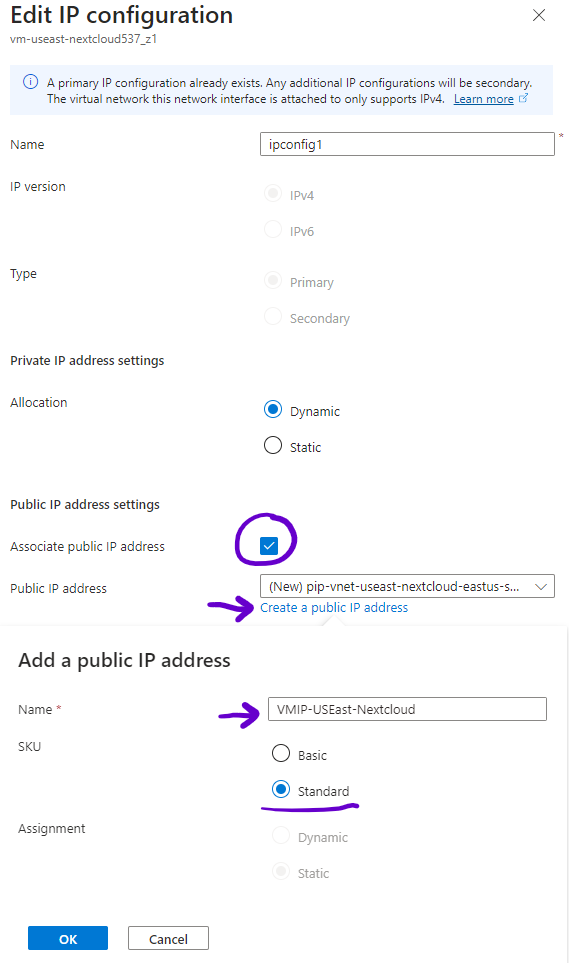 Edit IP configuration
vm-useast-nextcloud537_z1
A primary IP configuration already exists. Any additional IP configurations will be secondary.
The virtual network this network interface is attached to only supports IPv4. Learn more
Name
ipconfig1 *
IP version
IPv4
IPv6
Type
Primary
Secondary
Private IP address settings
Allocation
Dynamic
Static
Public IP address settings
Associate public IP address
Public IP address
(New) pip-vnet-useast-nextcloud-eastus-s...
Create a public IP address
Add a public IP address
Name *
VMIP-USEast-Nextcloud
SKU
Basic
Standard
Assignment
Dynamic
Static
OK Cancel